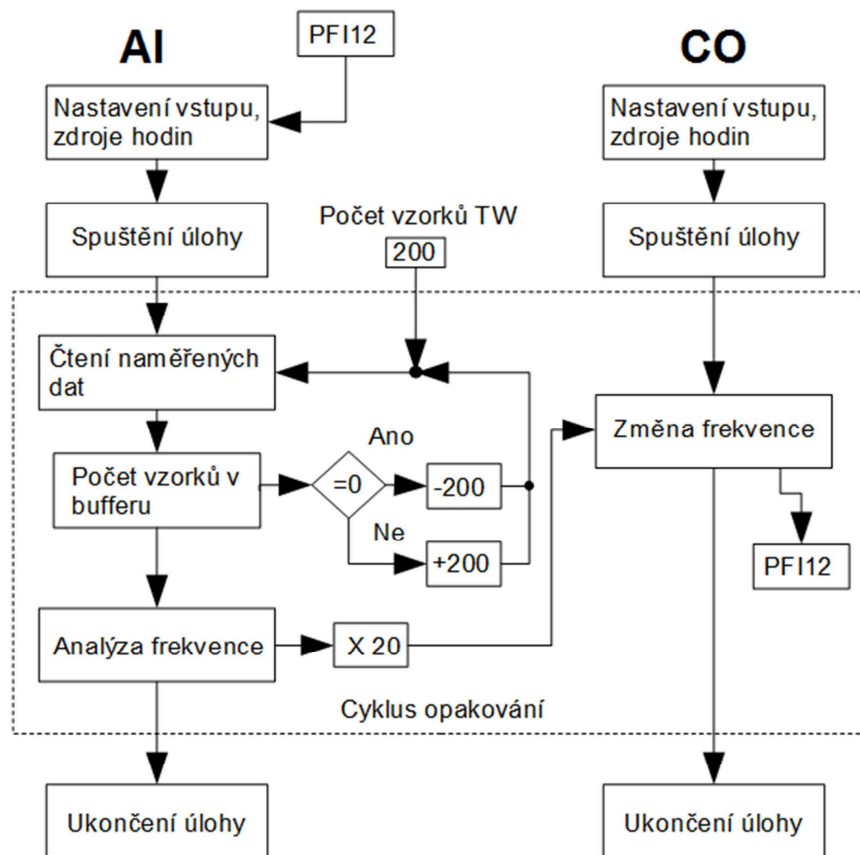 AI
PFI12
CO
Nastavení vstupu,
zdroje hodin
Nastavení vstupu,
zdroje hodin
Spuštění úlohy
Počet vzorků TW
200
Spuštění úlohy
Čtení naměřených
dat
Ano
Změna frekvence
Počet vzorků v
bufferu
=0
-200
Ne
+200
PFI12
Analýza frekvence
X 20
Cyklus opakování
Ukončení úlohy
Ukončení úlohy